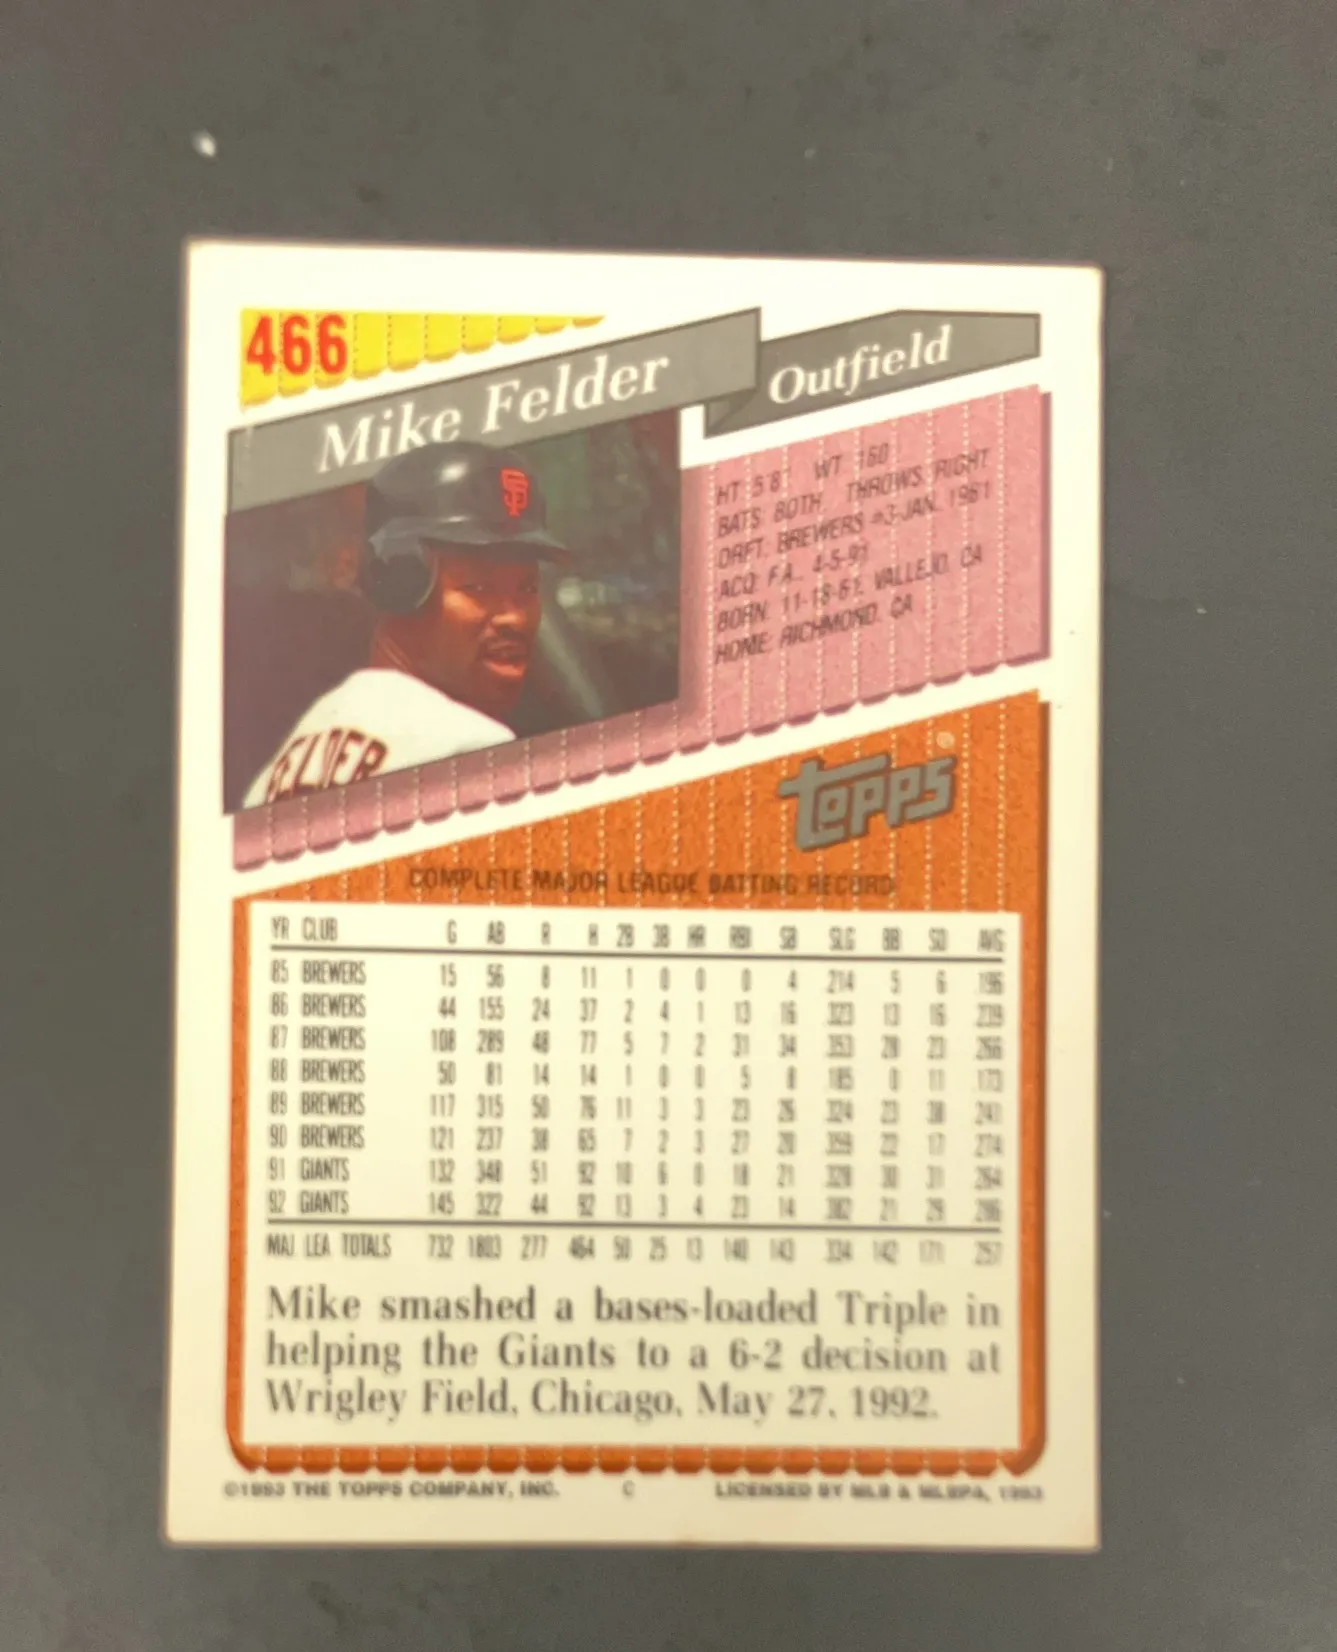 466
Mike Felder
Outfield
HT: 5'8" WT: 160
BATS: BOTH THROWS: RIGHT
DRFT: BREWERS #3-JAN. 1981
ACQ: F.A., 4-5-91
BORN: 11-18-61, VALLEJO, CA
HOME: RICHMOND, CA
FELDER
TOPPS
COMPLETE MAJOR LEAGUE BATTING RECORD
YR CLUB G AB R H 2B 3B HR RBI SB SLG BB SO AVG
85 BREWERS 15 56 8 11 1 0 0 0 4 .214 5 6 .196
86 BREWERS 44 155 24 37 2 4 1 13 16 .323 13 16 .239
87 BREWERS 108 289 48 77 5 7 2 31 34 .353 28 23 .266
88 BREWERS 50 81 14 14 1 0 0 5 8 .185 0 11 .173
89 BREWERS 117 315 50 76 11 3 3 23 26 .324 23 38 .241
90 BREWERS 121 237 38 65 7 2 3 27 20 .359 22 17 .274
91 GIANTS 132 348 51 92 10 6 0 18 21 .328 30 31 .264
92 GIANTS 145 322 44 92 13 3 4 23 14 .382 21 29 .286
MAJ. LEA. TOTALS 732 1803 277 464 50 25 13 140 143 .334 142 171 .257
Mike smashed a bases-loaded Triple in
helping the Giants to a 6-2 decision at
Wrigley Field, Chicago, May 27, 1992.
©1993 THE TOPPS COMPANY, INC. C LICENSED BY MLB & MLBPA, 1993